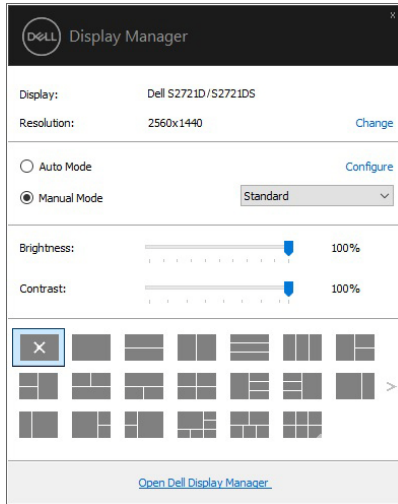 x
DELL Display Manager
Display: Dell S2721D/S2721DS
Resolution: 2560x1440 Change
Auto Mode Configure
Manual Mode Standard
Brightness: 100%
Contrast: 100%
Open Dell Display Manager